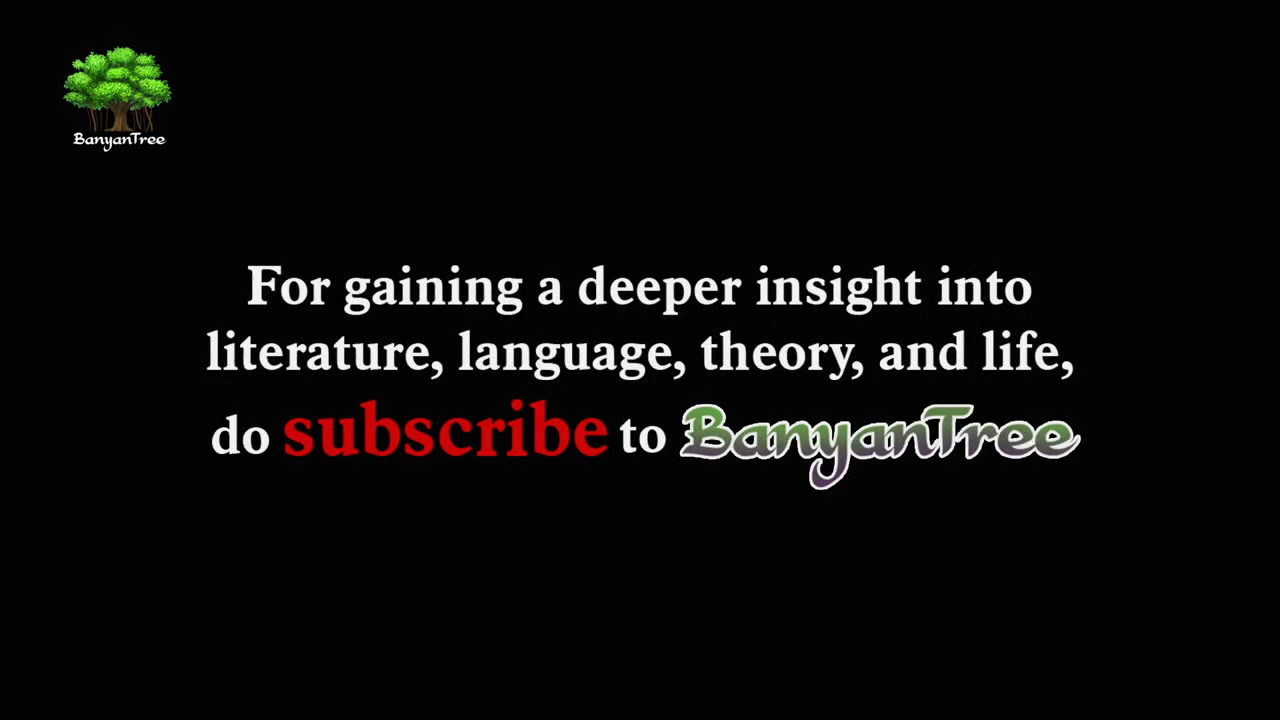 BanyanTree
For gaining a deeper insight into
literature, language, theory, and life,
do subscribe to BanyanTree